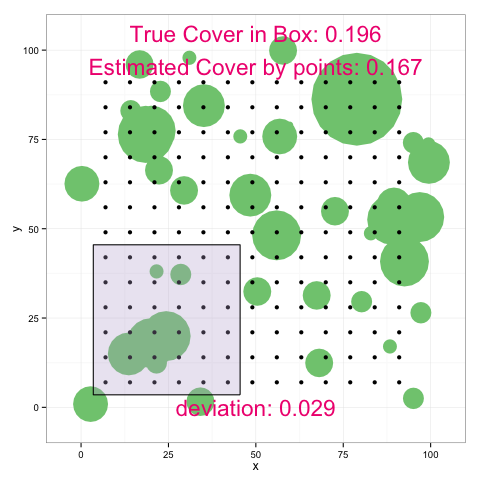 True Cover in Box: 0.196
Estimated Cover by points: 0.167
100
75
50
25
0
y
deviation: 0.029
0 25 50 75 100
x